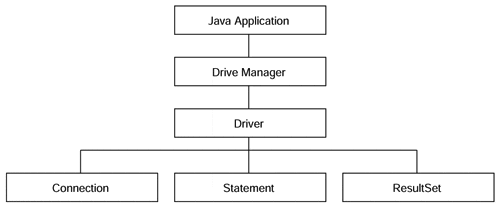 Java Application
Drive Manager
Driver
Connection
Statement
ResultSet